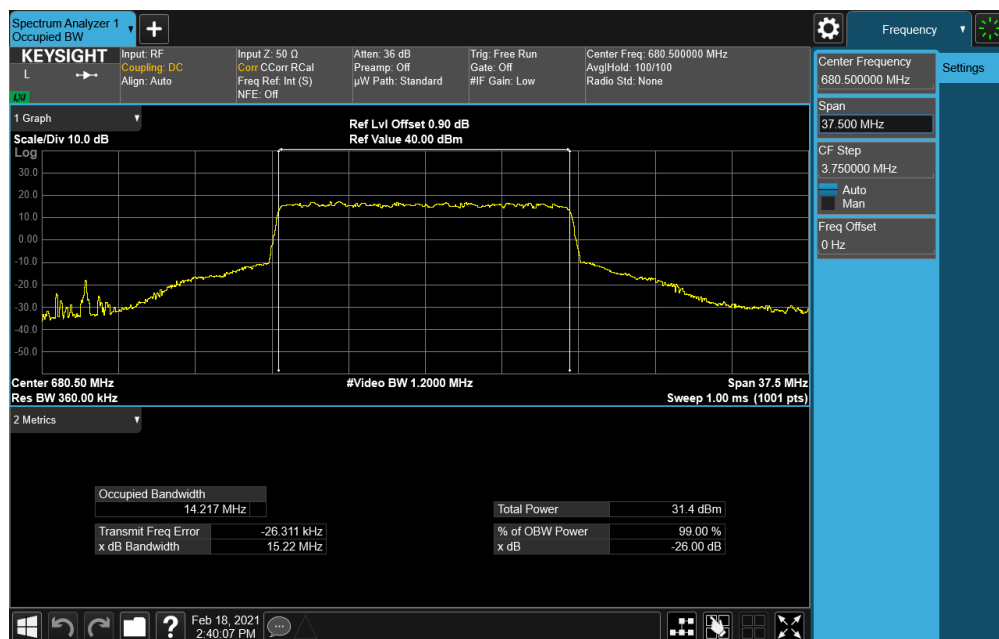 Spectrum Analyzer 1
Occupied BW
Frequency
KEYSIGHT
L
LXI
Input: RF
Coupling: DC
Align: Auto
Input Z: 50 Ω
Corr CCorr RCal
Freq Ref: Int (S)
NFE: Off
Atten: 36 dB
Preamp: Off
µW Path: Standard
Trig: Free Run
Gate: Off
#IF Gain: Low
Center Freq: 680.500000 MHz
Avg|Hold: 100/100
Radio Std: None
Center Frequency
680.500000 MHz
Settings
Span
37.500 MHz
CF Step
3.750000 MHz
Auto
Man
Freq Offset
0 Hz
1 Graph
Scale/Div 10.0 dB
Ref Lvl Offset 0.90 dB
Ref Value 40.00 dBm
Log
30.0
20.0
10.0
0.00
-10.0
-20.0
-30.0
-40.0
-50.0
Center 680.50 MHz
#Video BW 1.2000 MHz
Span 37.5 MHz
Res BW 360.00 kHz
Sweep 1.00 ms (1001 pts)
2 Metrics
Occupied Bandwidth
14.217 MHz
Transmit Freq Error -26.311 kHz
x dB Bandwidth 15.22 MHz
Total Power 31.4 dBm
% of OBW Power 99.00 %
x dB -26.00 dB
?
Feb 18, 2021
2:40:07 PM